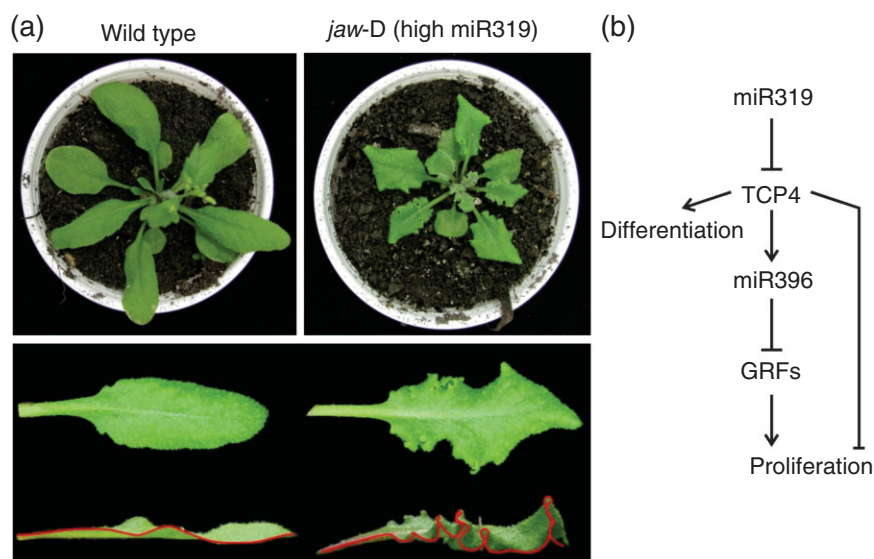 (a)
Wild type
jaw-D (high miR319)
(b)
miR319
TCP4
Differentiation
miR396
GRFs
Proliferation